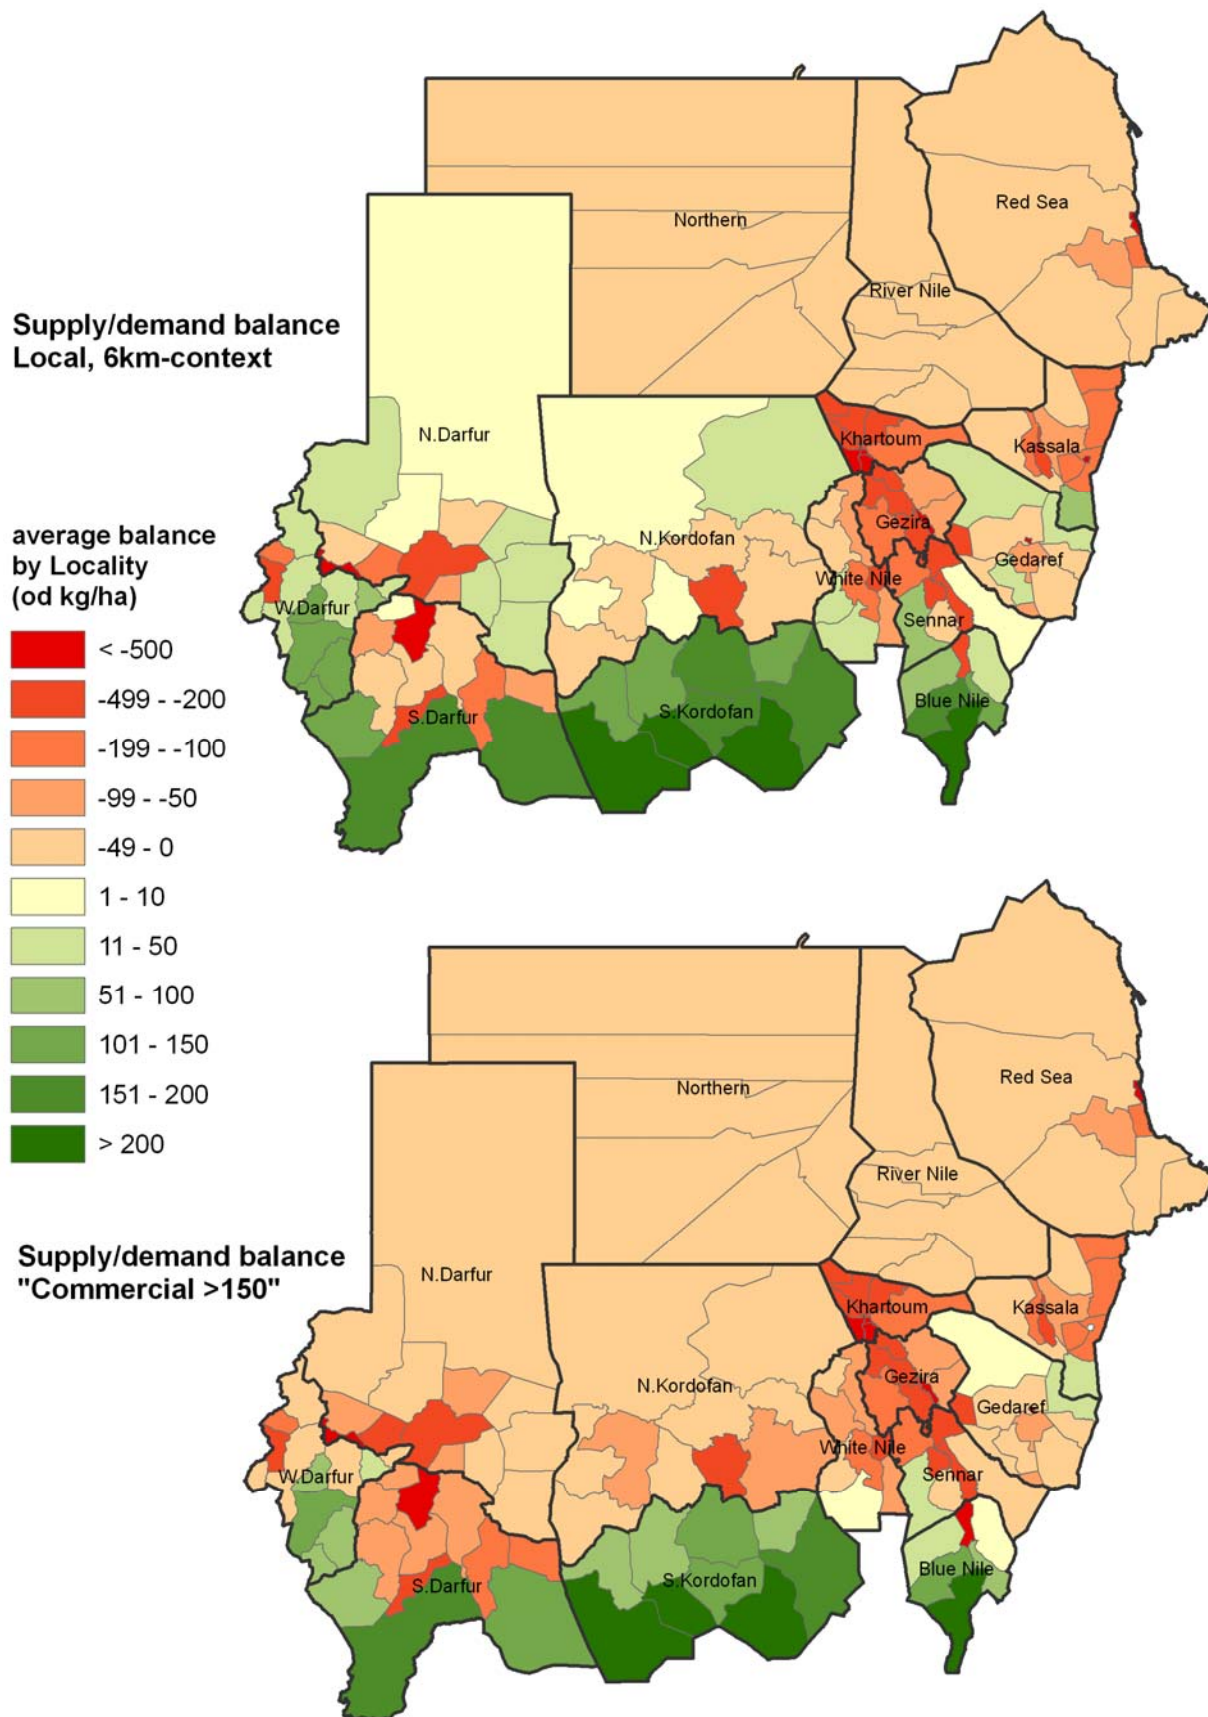 Northern
Red Sea
River Nile
Supply/demand balance
Local, 6km-context
N.Darfur
Khartoum
Kassala
Gezira
N.Kordofan
Gedaref
White Nile
W.Darfur
Sennar
S.Kordofan
Blue Nile
S.Darfur
average balance
by Locality
(od kg/ha)
< -500
-499 - -200
-199 - -100
-99 - -50
-49 - 0
1 - 10
11 - 50
51 - 100
101 - 150
151 - 200
> 200
Supply/demand balance
"Commercial >150"
Red Sea
Northern
River Nile
N.Darfur
Khartoum
Kassala
Gezira
N.Kordofan
Gedaref
White Nile
W.Darfur
Sennar
Blue Nile
S.Kordofan
S.Darfur